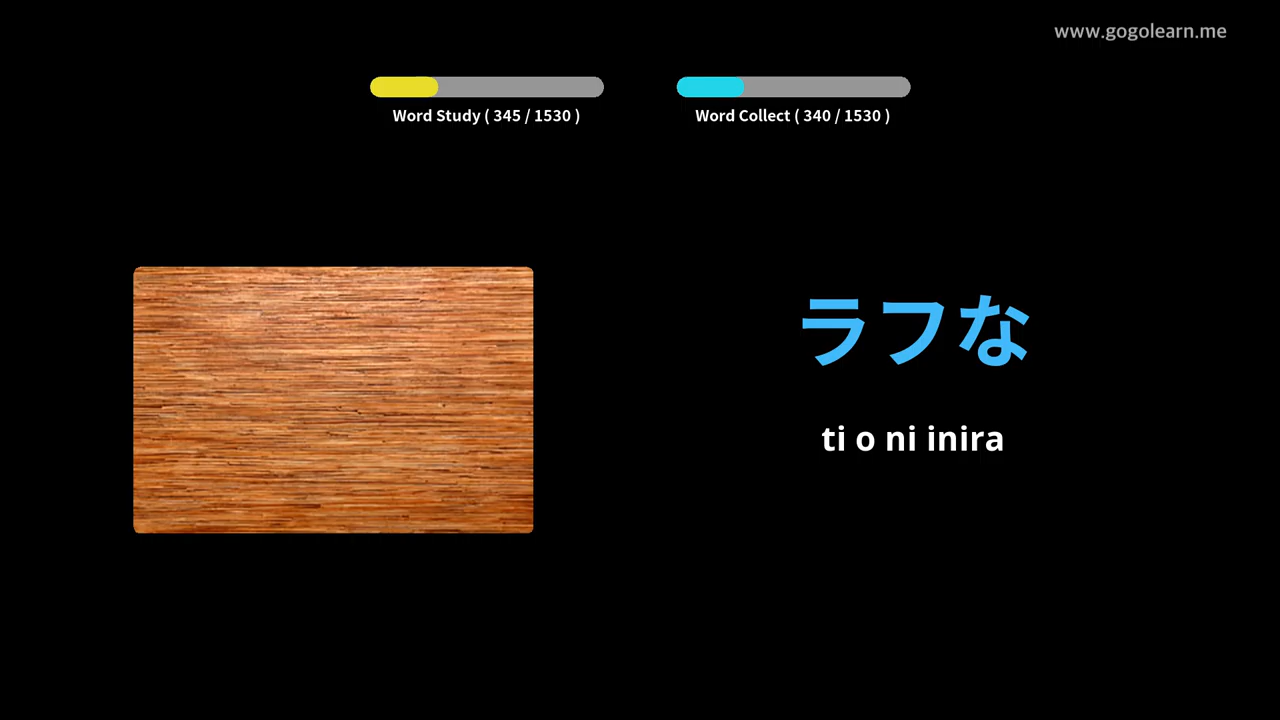 www.gogolearn.me
Word Study ( 345 / 1530 )
Word Collect ( 340 / 1530 )
ラフな
ti o ni inira